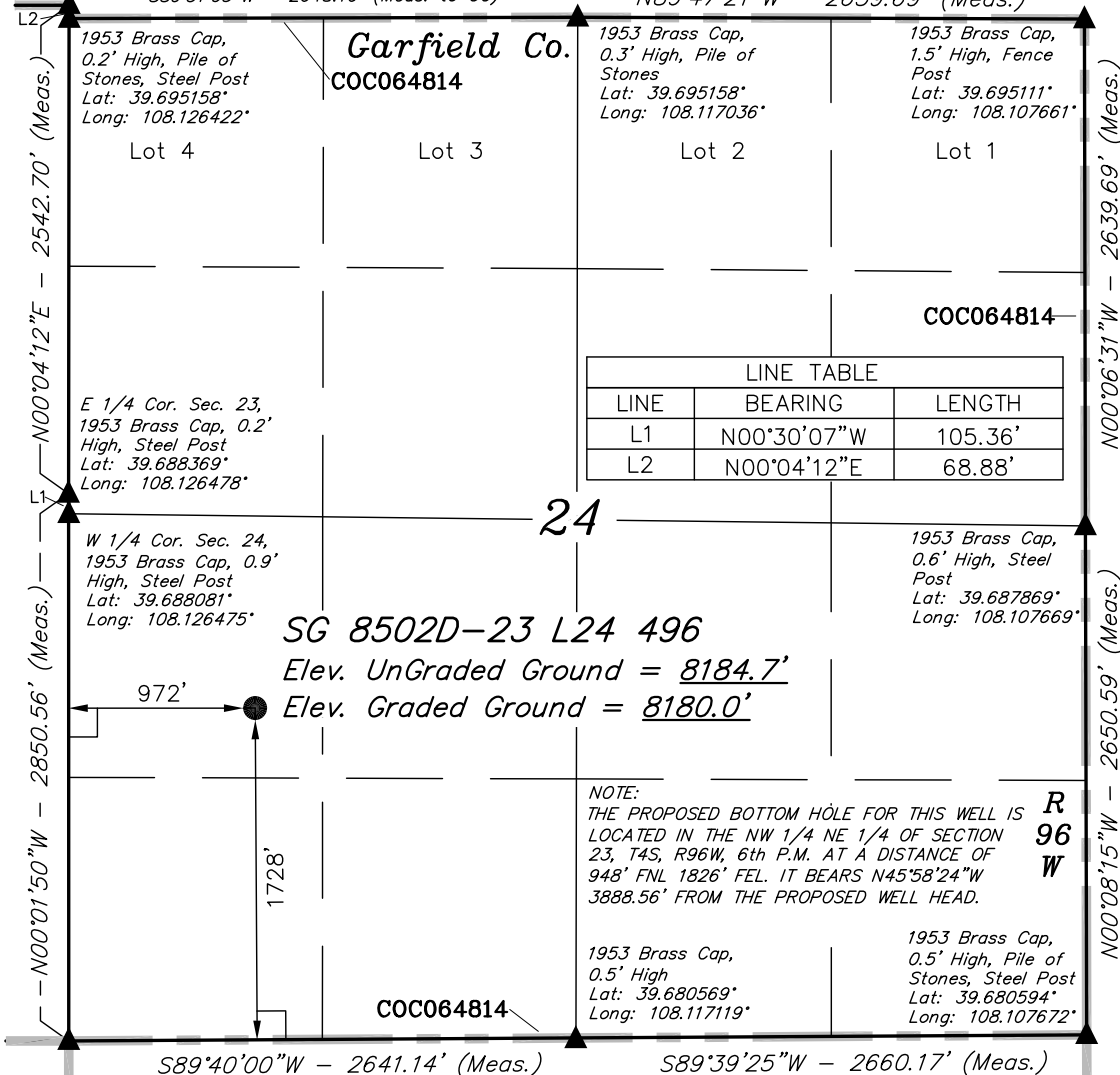 N89°47'21"W – 2659.69' (Meas.)
L2
1953 Brass Cap,
0.2' High, Pile of
Stones, Steel Post
Lat: 39.695158°
Long: 108.126422°
Garfield Co.
COC064814
1953 Brass Cap,
0.3' High, Pile of
Stones
Lat: 39.695158°
Long: 108.117036°
1953 Brass Cap,
1.5' High, Fence
Post
Lat: 39.695111°
Long: 108.107661°
Lot 4
Lot 3
Lot 2
Lot 1
N00°04'12"E – 2542.70' (Meas.)
N00°06'31"W – 2639.69' (Meas.)
COC064814
LINE TABLE
LINE BEARING LENGTH
L1 N00°30'07"W 105.36'
L2 N00°04'12"E 68.88'
E 1/4 Cor. Sec. 23,
1953 Brass Cap, 0.2'
High, Steel Post
Lat: 39.688369°
Long: 108.126478°
L1
24
W 1/4 Cor. Sec. 24,
1953 Brass Cap, 0.9'
High, Steel Post
Lat: 39.688081°
Long: 108.126475°
1953 Brass Cap,
0.6' High, Steel
Post
Lat: 39.687869°
Long: 108.107669°
SG 8502D–23 L24 496
Elev. UnGraded Ground = 8184.7'
Elev. Graded Ground = 8180.0'
972'
1728'
N00°01'50"W – 2850.56' (Meas.)
N00°08'15"W – 2650.59' (Meas.)
NOTE:
THE PROPOSED BOTTOM HOLE FOR THIS WELL IS
LOCATED IN THE NW 1/4 NE 1/4 OF SECTION
23, T4S, R96W, 6th P.M. AT A DISTANCE OF
948' FNL 1826' FEL. IT BEARS N45°58'24"W
3888.56' FROM THE PROPOSED WELL HEAD.
R
96
W
1953 Brass Cap,
0.5' High
Lat: 39.680569°
Long: 108.117119°
1953 Brass Cap,
0.5' High, Pile of
Stones, Steel Post
Lat: 39.680594°
Long: 108.107672°
COC064814
S89°40'00"W – 2641.14' (Meas.)
S89°39'25"W – 2660.17' (Meas.)